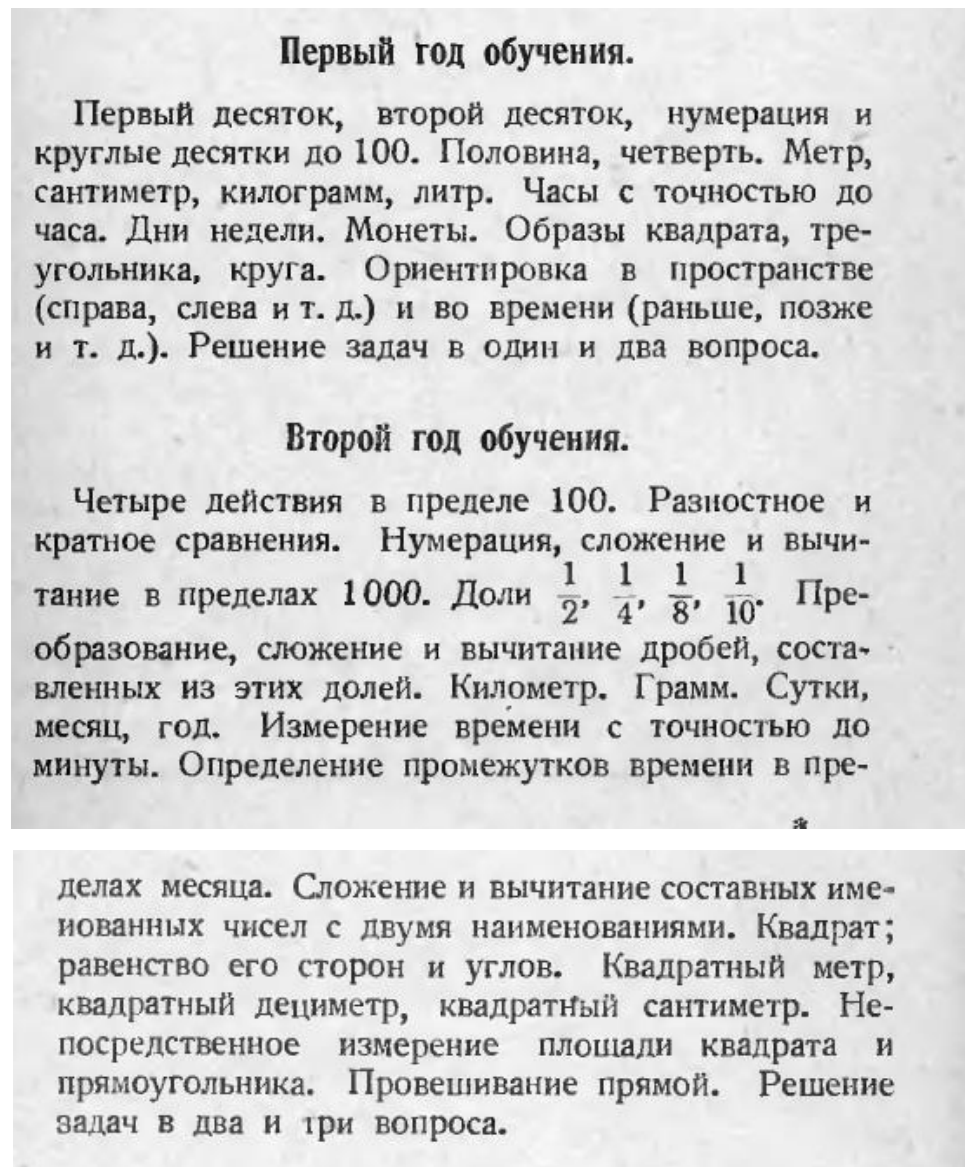 Первый год обучения.
Первый десяток, второй десяток, нумерация и
круглые десятки до 100. Половина, четверть. Метр,
сантиметр, килограмм, литр. Часы с точностью до
часа. Дни недели. Монеты. Образы квадрата, тре-
угольника, круга. Ориентировка в пространстве
(справа, слева и т. д.) и во времени (раньше, позже
и т. д.). Решение задач в один и два вопроса.
Второй год обучения.
Четыре действия в пределе 100. Разностное и
кратное сравнения. Нумерация, сложение и вычи-
тание в пределах 1000. Доли 1/2, 1/4, 1/8, 1/10. Пре-
образование, сложение и вычитание дробей, соста-
вленных из этих долей. Километр. Грамм. Сутки,
месяц, год. Измерение времени с точностью до
минуты. Определение промежутков времени в пре-
делах месяца. Сложение и вычитание составных име-
нованных чисел с двумя наименованиями. Квадрат;
равенство его сторон и углов. Квадратный метр,
квадратный дециметр, квадратный сантиметр. Не-
посредственное измерение площади квадрата и
прямоугольника. Провешивание прямой. Решение
задач в два и три вопроса.